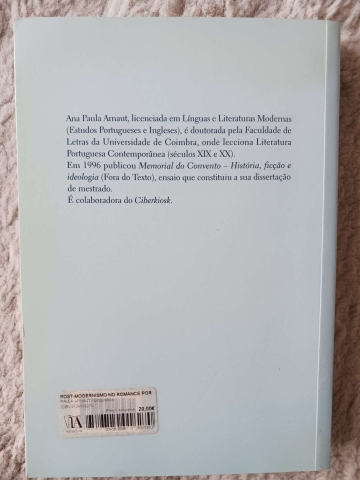 Ana Paula Arnaut, licenciada em Línguas e Literaturas Modernas
(Estudos Portugueses e Ingleses), é doutorada pela Faculdade de
Letras da Universidade de Coimbra, onde lecciona Literatura
Portuguesa Contemporânea (séculos XIX e XX).
Em 1996 publicou Memorial do Convento – História, ficção e
ideologia (Fora do Texto), ensaio que constituiu a sua dissertação
de mestrado.
É colaboradora do Ciberkiosk.
POST-MODERNISMO NO ROMANCE POR
20,00€